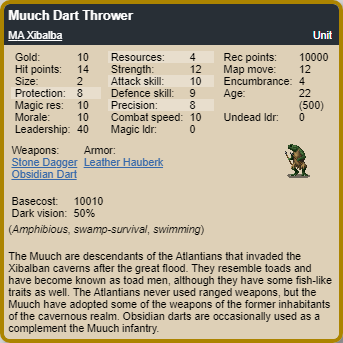 Muuch Dart Thrower
MA Xibalba Unit
Gold: 10 Resources: 4 Rec points: 10000
Hit points: 14 Strength: 12 Map move: 12
Size: 2 Attack skill: 10 Encumbrance: 4
Protection: 8 Defence skill: 9 Age: 22
Magic res: 10 Precision: 8 (500)
Morale: 10 Combat speed: 10 Undead ldr: 0
Leadership: 40 Magic ldr: 0
Weapons: Armor:
Stone Dagger Leather Hauberk
Obsidian Dart
Basecost: 10010
Dark vision: 50%
(Amphibious, swamp-survival, swimming)
The Muuch are descendants of the Atlantians that invaded the
Xibalban caverns after the great flood. They resemble toads and
have become known as toad men, although they have some fish-like
traits as well. The Atlantians never used ranged weapons, but the
Muuch have adopted some of the weapons of the former inhabitants
of the cavernous realm. Obsidian darts are occasionally used as a
complement the Muuch infantry.